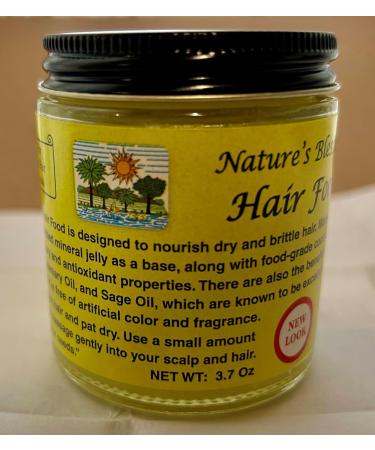 Nature's
Hair
Food is designed to nourish dry and brittle hair.
mineral jelly as a base, along with food-grade
and antioxidant properties. There are also the
Oil, and Sage Oil, which are known to be
free of artificial color and fragrance.
hair and pat dry. Use a small amount
gently into your scalp and hair.
NEW
LOOK
NET WT: 3.7 Oz